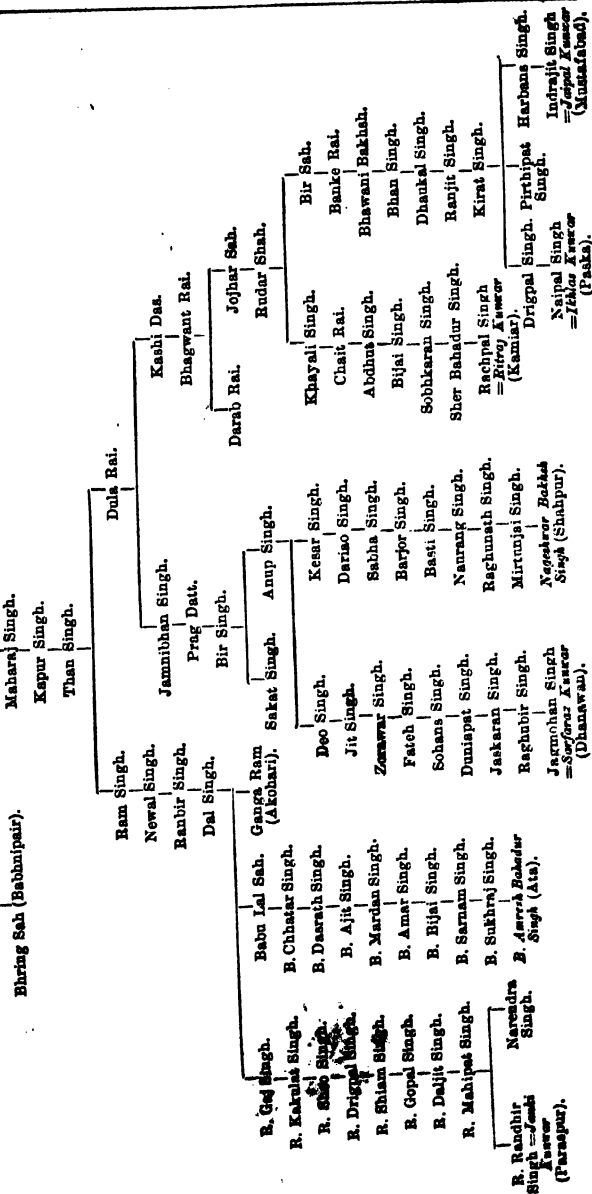 Bhring Sah (Babhnipair).
Maharaj Singh.
Kapur Singh.
Than Singh.
Ram Singh.
Dula Rai.
Newal Singh.
Ranbir Singh.
Dal Singh.
Jamnibhan Singh.
Kashi Das.
Prag Datt.
Bhagwant Rai.
Bir Singh.
Darab Rai.
Jojhar Sah.
Rudar Shah.
R. Gaj Singh.
R. Kakulat Singh.
R. Sheo Singh.
R. Drigpal Singh.
R. Shiam Singh.
R. Gopal Singh.
R. Daljit Singh.
R. Mahipat Singh.
R. Randhir
Singh = Janki
Kunwar
(Paraspur).
Narendra
Singh.
Babu Lal Sah.
B. Chhatar Singh.
B. Dasrath Singh.
B. Ajit Singh.
B. Mardan Singh.
B. Amar Singh.
B. Bijai Singh.
B. Sarnam Singh.
B. Sukhraj Singh.
B. Amresh Bahadur
Singh (Ata).
Ganga Ram
(Akohari).
Sakat Singh.
Anup Singh.
Deo Singh.
Jit Singh.
Zorawar Singh.
Fateh Singh.
Sohans Singh.
Duniapat Singh.
Jaskaran Singh.
Raghubir Singh.
Jagmohan Singh
=Sarfaraz Kunwar
(Dhanawan).
Kesar Singh.
Dariao Singh.
Sabha Singh.
Barjor Singh.
Basti Singh.
Naurang Singh.
Raghunath Singh.
Mirtunjai Singh.
Nageshwar Bakhsh
Singh (Shahpur).
Khayali Singh.
Chait Rai.
Abdhut Singh.
Bijai Singh.
Sobhkaran Singh.
Sher Bahadur Singh.
Rachpal Singh
=Ritraj Kunwar
(Kamiar).
Bir Sah.
Banke Rai.
Bhawani Bakhsh.
Bhan Singh.
Dhaukal Singh.
Ranjit Singh.
Kirat Singh.
Drigpal Singh.
Pirthipat
Singh.
Harbans Singh.
Naipal Singh
=Ikhlas Kunwar
(Paska).
Indrajit Singh
=Jaipal Kunwar
(Mustafabad).